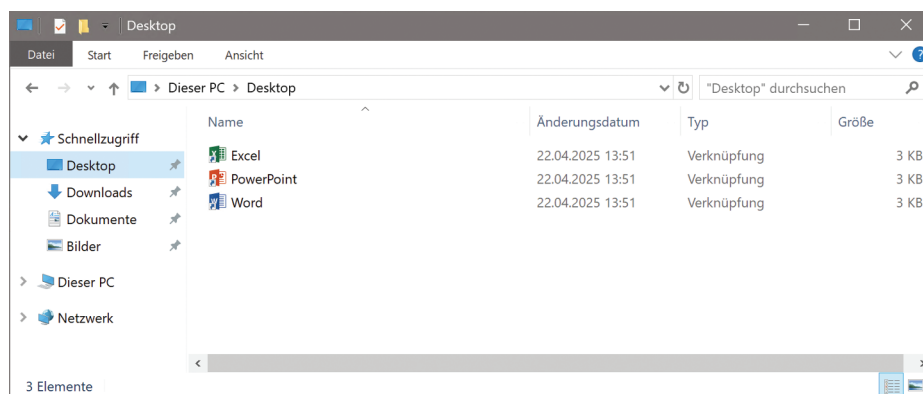 Desktop
Datei Start Freigeben Ansicht
Dieser PC > Desktop "Desktop" durchsuchen
Name Änderungsdatum Typ Größe
Schnellzugriff
Desktop
Downloads
Dokumente
Bilder
Dieser PC
Netzwerk
Excel 22.04.2025 13:51 Verknüpfung 3 KB
PowerPoint 22.04.2025 13:51 Verknüpfung 3 KB
Word 22.04.2025 13:51 Verknüpfung 3 KB
3 Elemente